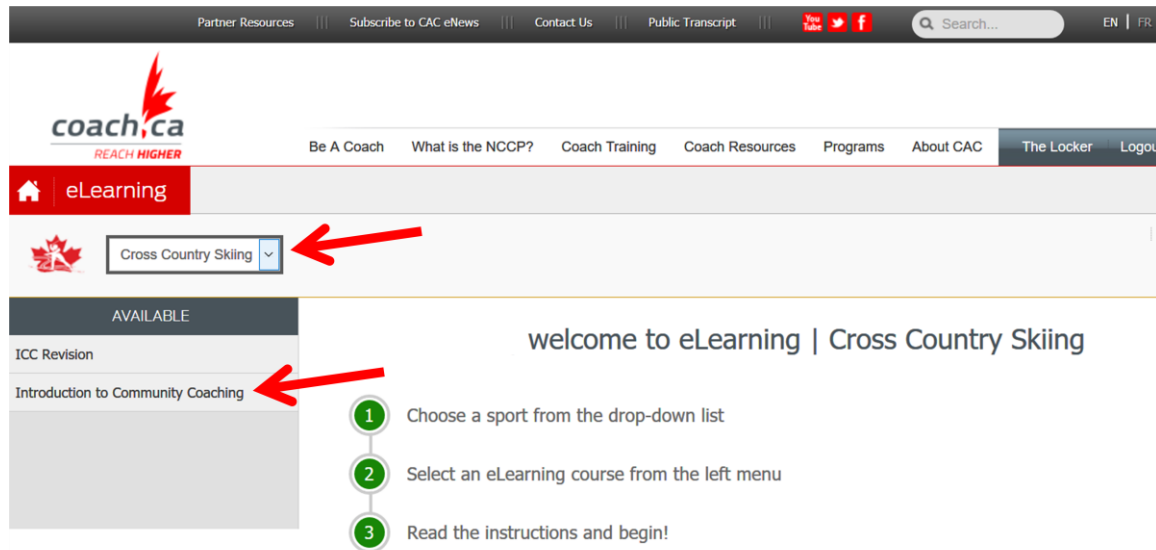 Partner Resources ||| Subscribe to CAC eNews ||| Contact Us ||| Public Transcript ||| You Tube Search... EN | FR
coach.ca
REACH HIGHER
Be A Coach What is the NCCP? Coach Training Coach Resources Programs About CAC The Locker Logou
eLearning
Cross Country Skiing
AVAILABLE
welcome to eLearning | Cross Country Skiing
ICC Revision
Introduction to Community Coaching
1 Choose a sport from the drop-down list
2 Select an eLearning course from the left menu
3 Read the instructions and begin!